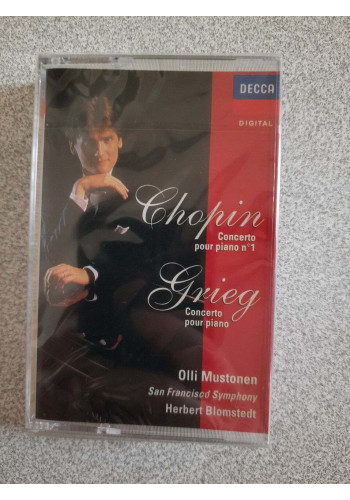 DECCA
DIGITAL
Chopin
Concerto
pour piano n°1
Grieg
Concerto
pour piano
Olli Mustonen
San Francisco Symphony
Herbert Blomstedt